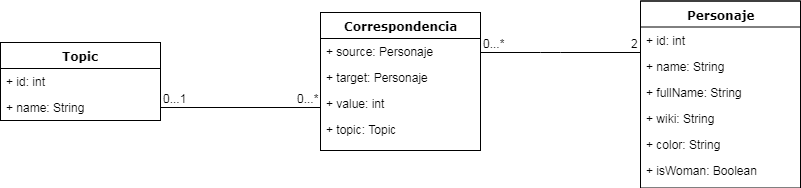 Topic
+ id: int
+ name: String
0...1
0...*
Correspondencia
+ source: Personaje
+ target: Personaje
+ value: int
+ topic: Topic
0...*
2
Personaje
+ id: int
+ name: String
+ fullName: String
+ wiki: String
+ color: String
+ isWoman: Boolean